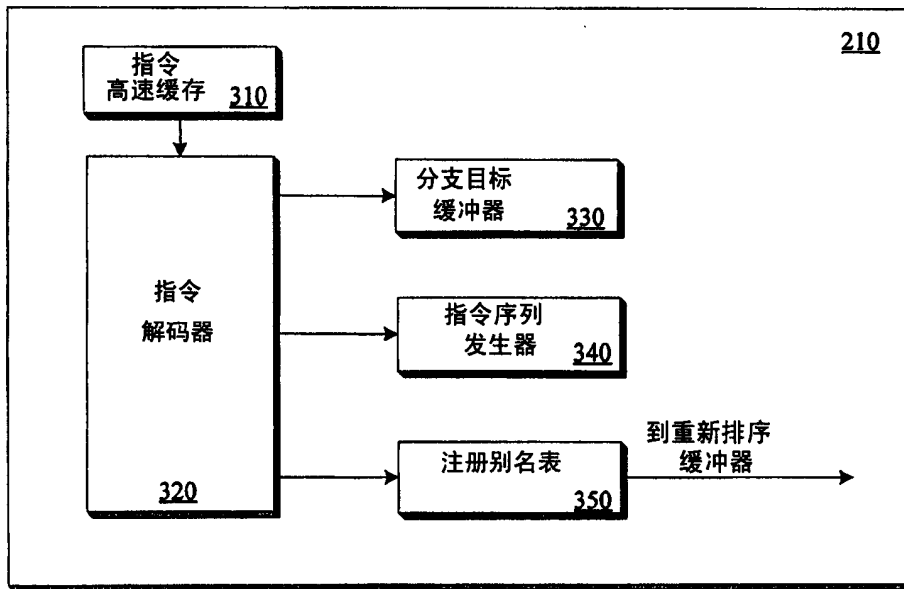 210
指令
高速缓存 310
分支目标
缓冲器 330
指令
解码器
320
指令序列
发生器 340
注册别名表
350
到重新排序
缓冲器